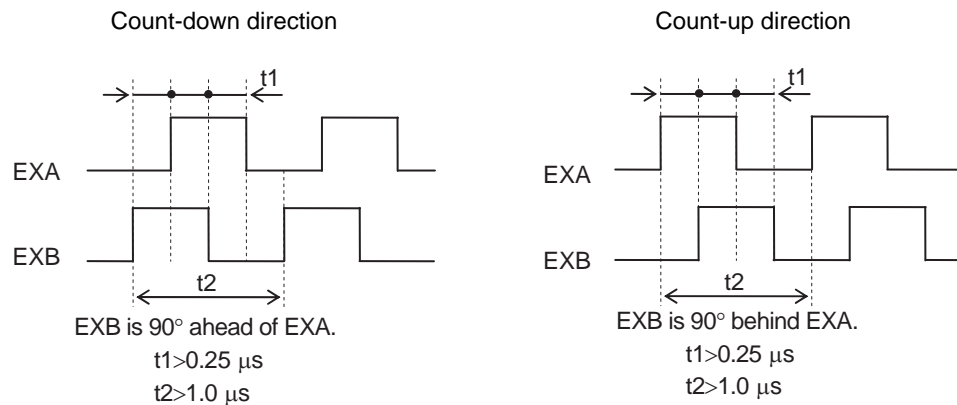 Count-down direction
t1
EXA
EXB
t2
EXB is 90° ahead of EXA.
t1>0.25 μs
t2>1.0 μs
Count-up direction
t1
EXA
EXB
t2
EXB is 90° behind EXA.
t1>0.25 μs
t2>1.0 μs